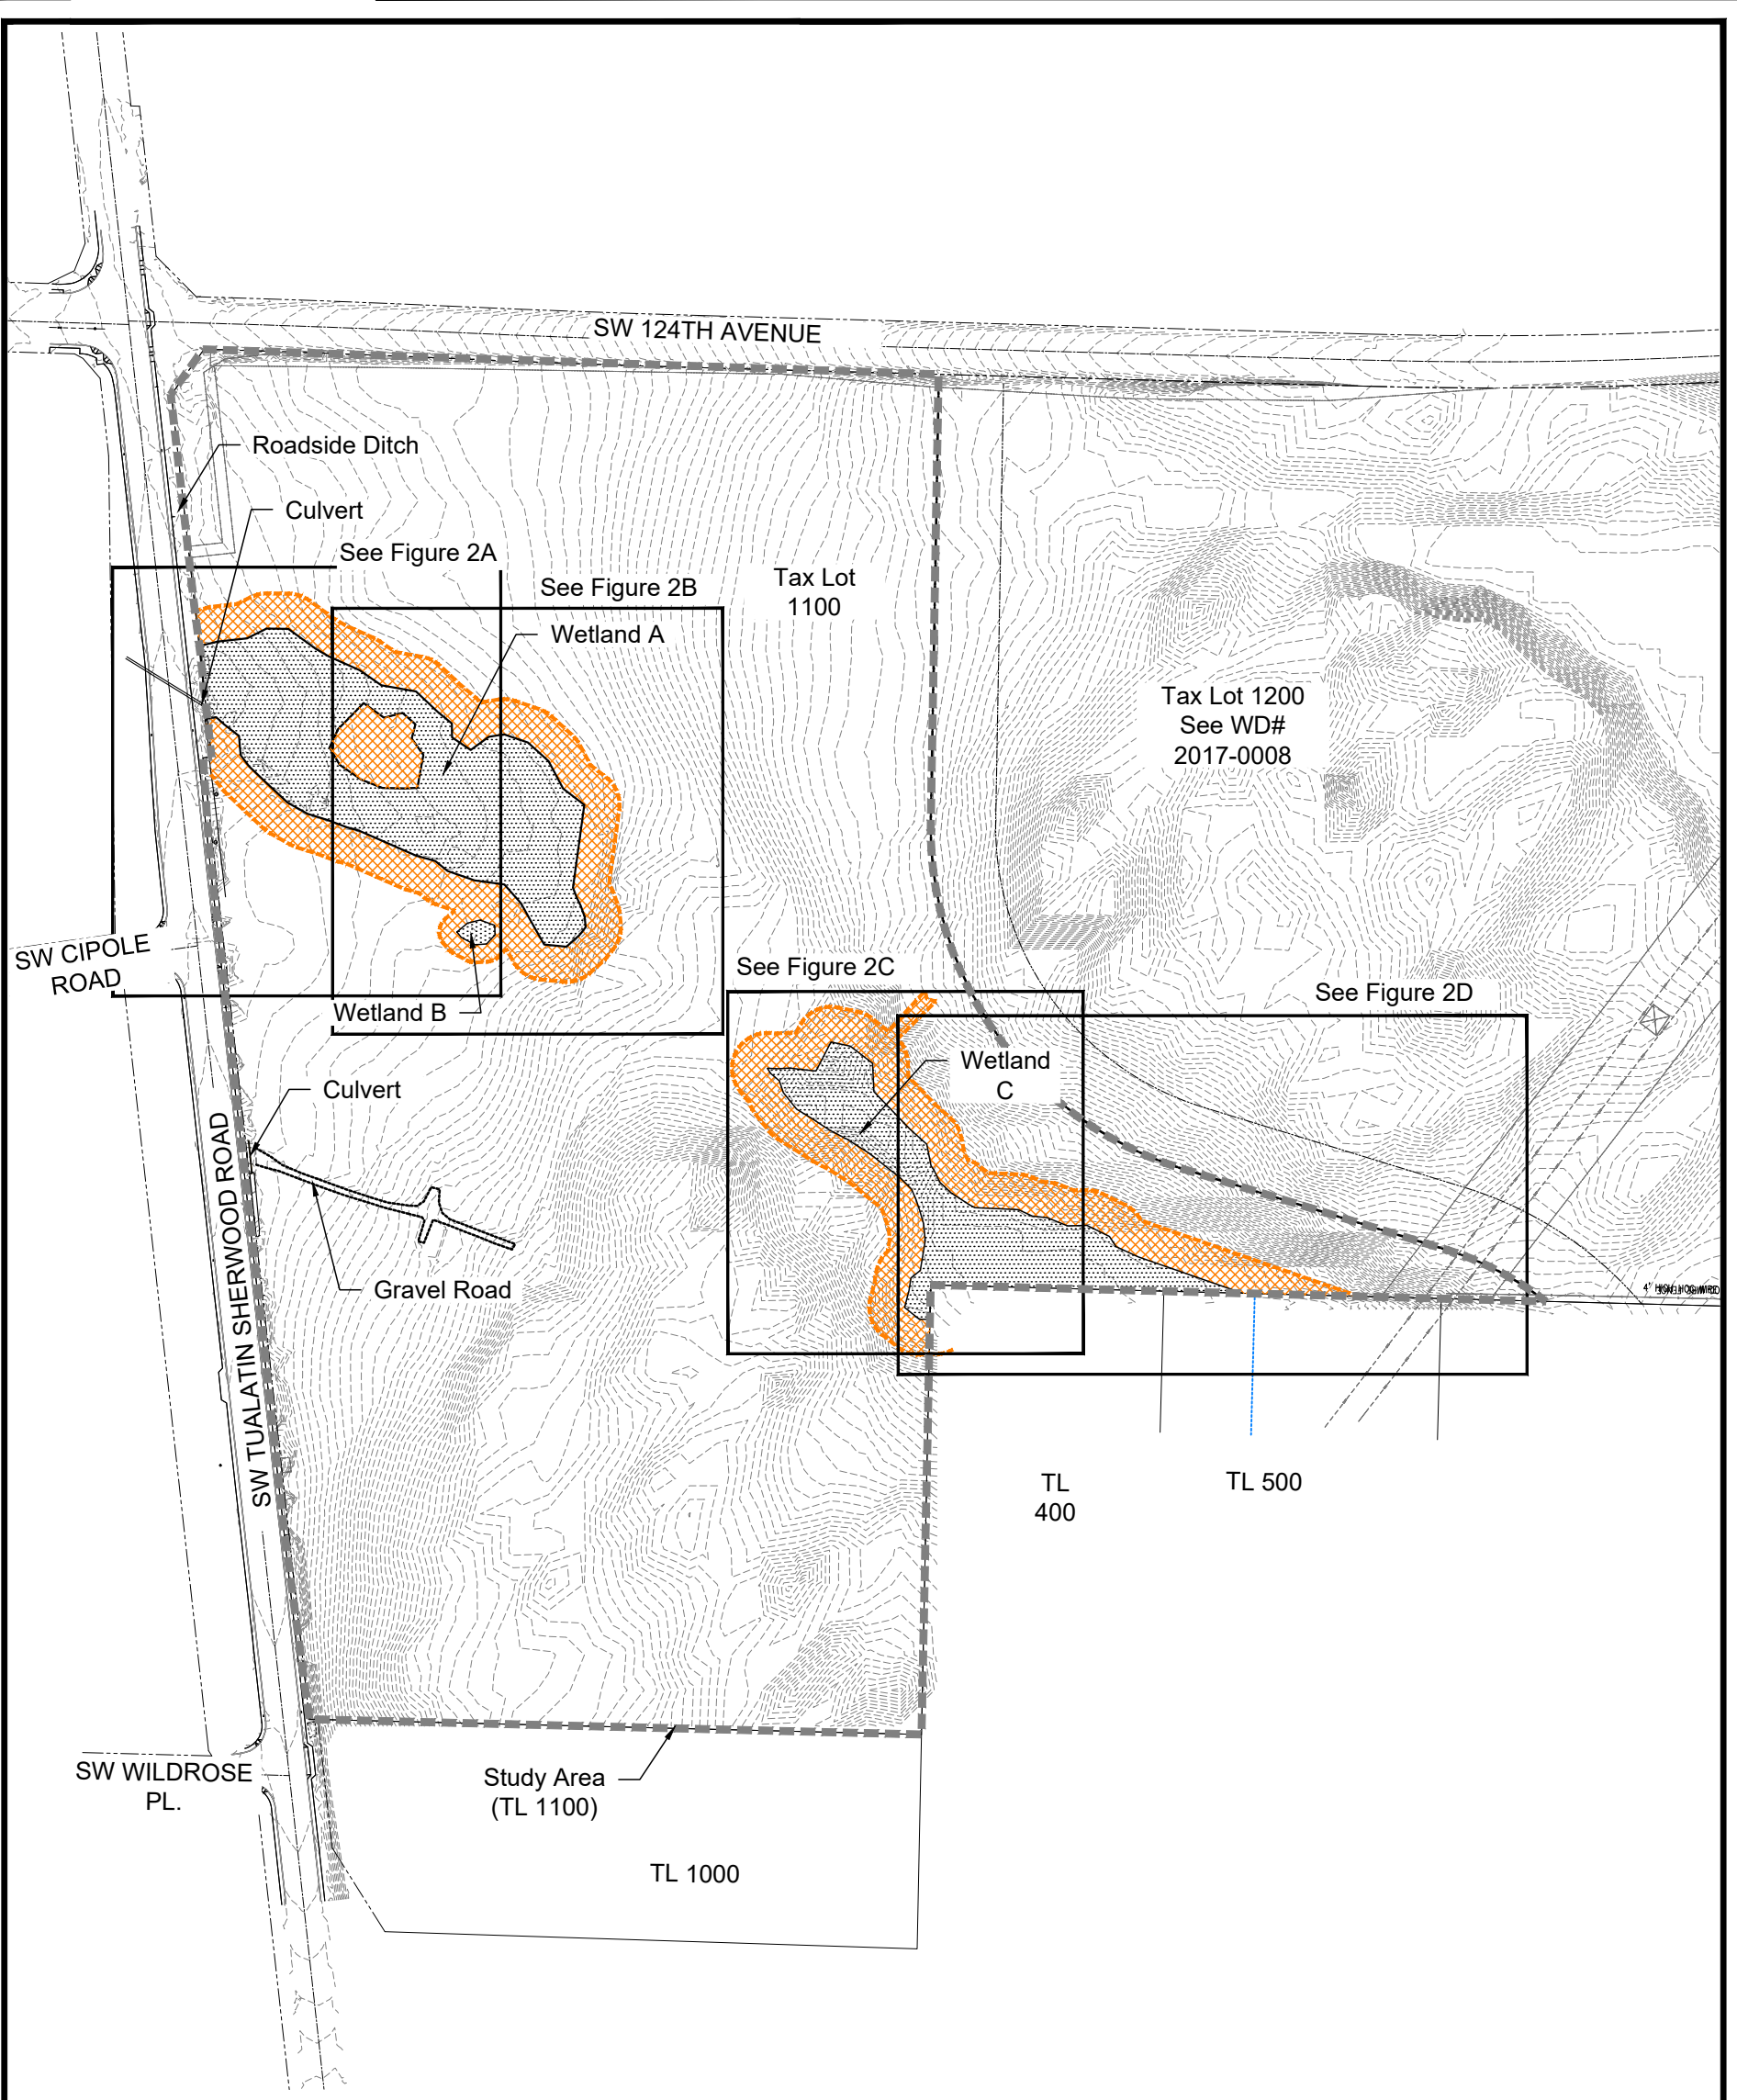 SW 124TH AVENUE
Roadside Ditch
Culvert
See Figure 2A
See Figure 2B
Tax Lot
1100
Wetland A
Tax Lot 1200
See WD#
2017-0008
SW CIPOLE
ROAD
See Figure 2C
See Figure 2D
Wetland B
Wetland
C
Culvert
SW TUALATIN SHERWOOD ROAD
Gravel Road
TL
400
TL 500
SW WILDROSE
PL.
Study Area
(TL 1100)
TL 1000